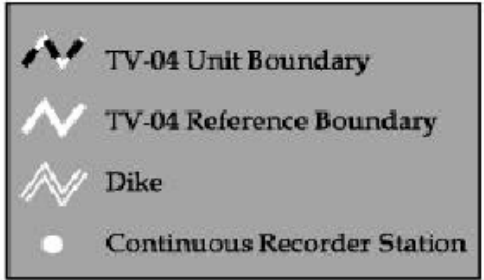 TV-04 Unit Boundary
TV-04 Reference Boundary
Dike
Continuous Recorder Station